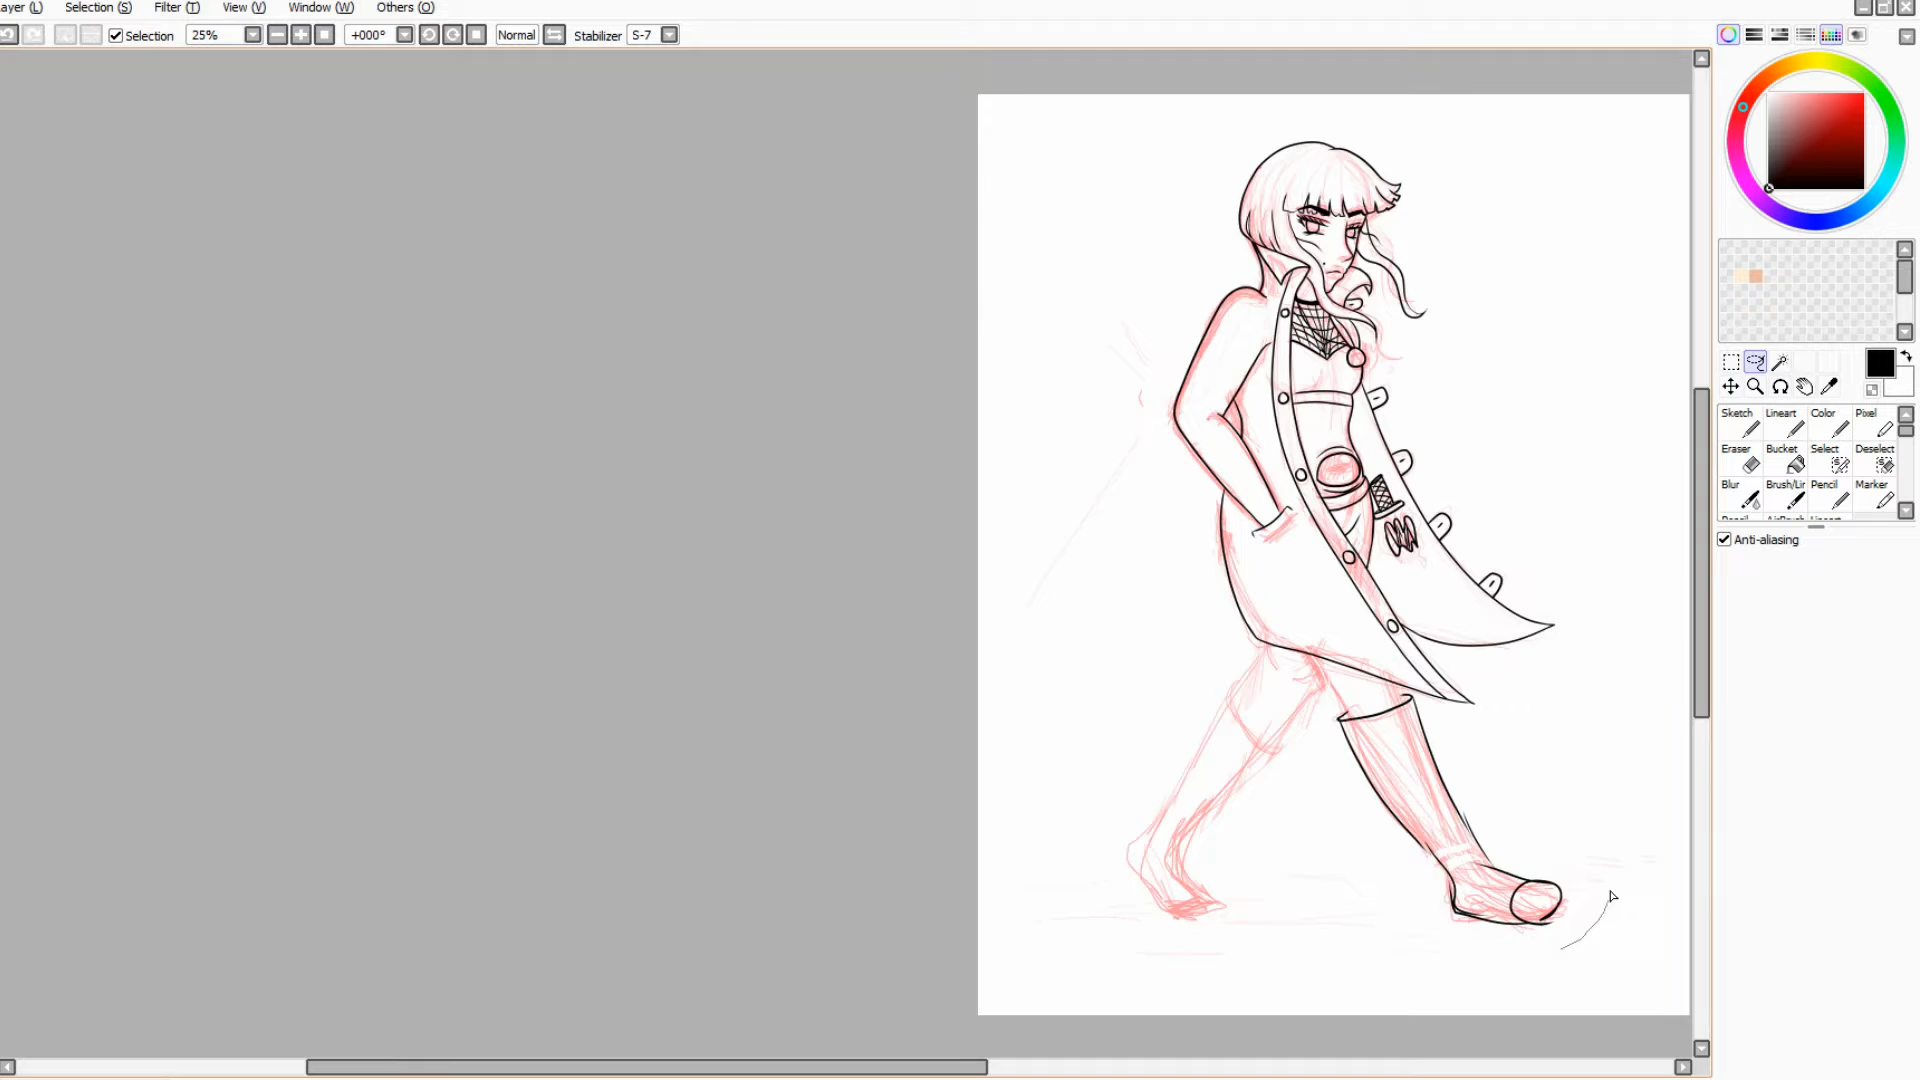 ayer (L) Selection (S) Filter (T) View (V) Window (W) Others (O)
Selection 25% +000° Normal Stabilizer S-7
Sketch Lineart Color Pixel
Eraser Bucket Select Deselect
Blur Brush/Lir Pencil Marker
Anti-aliasing